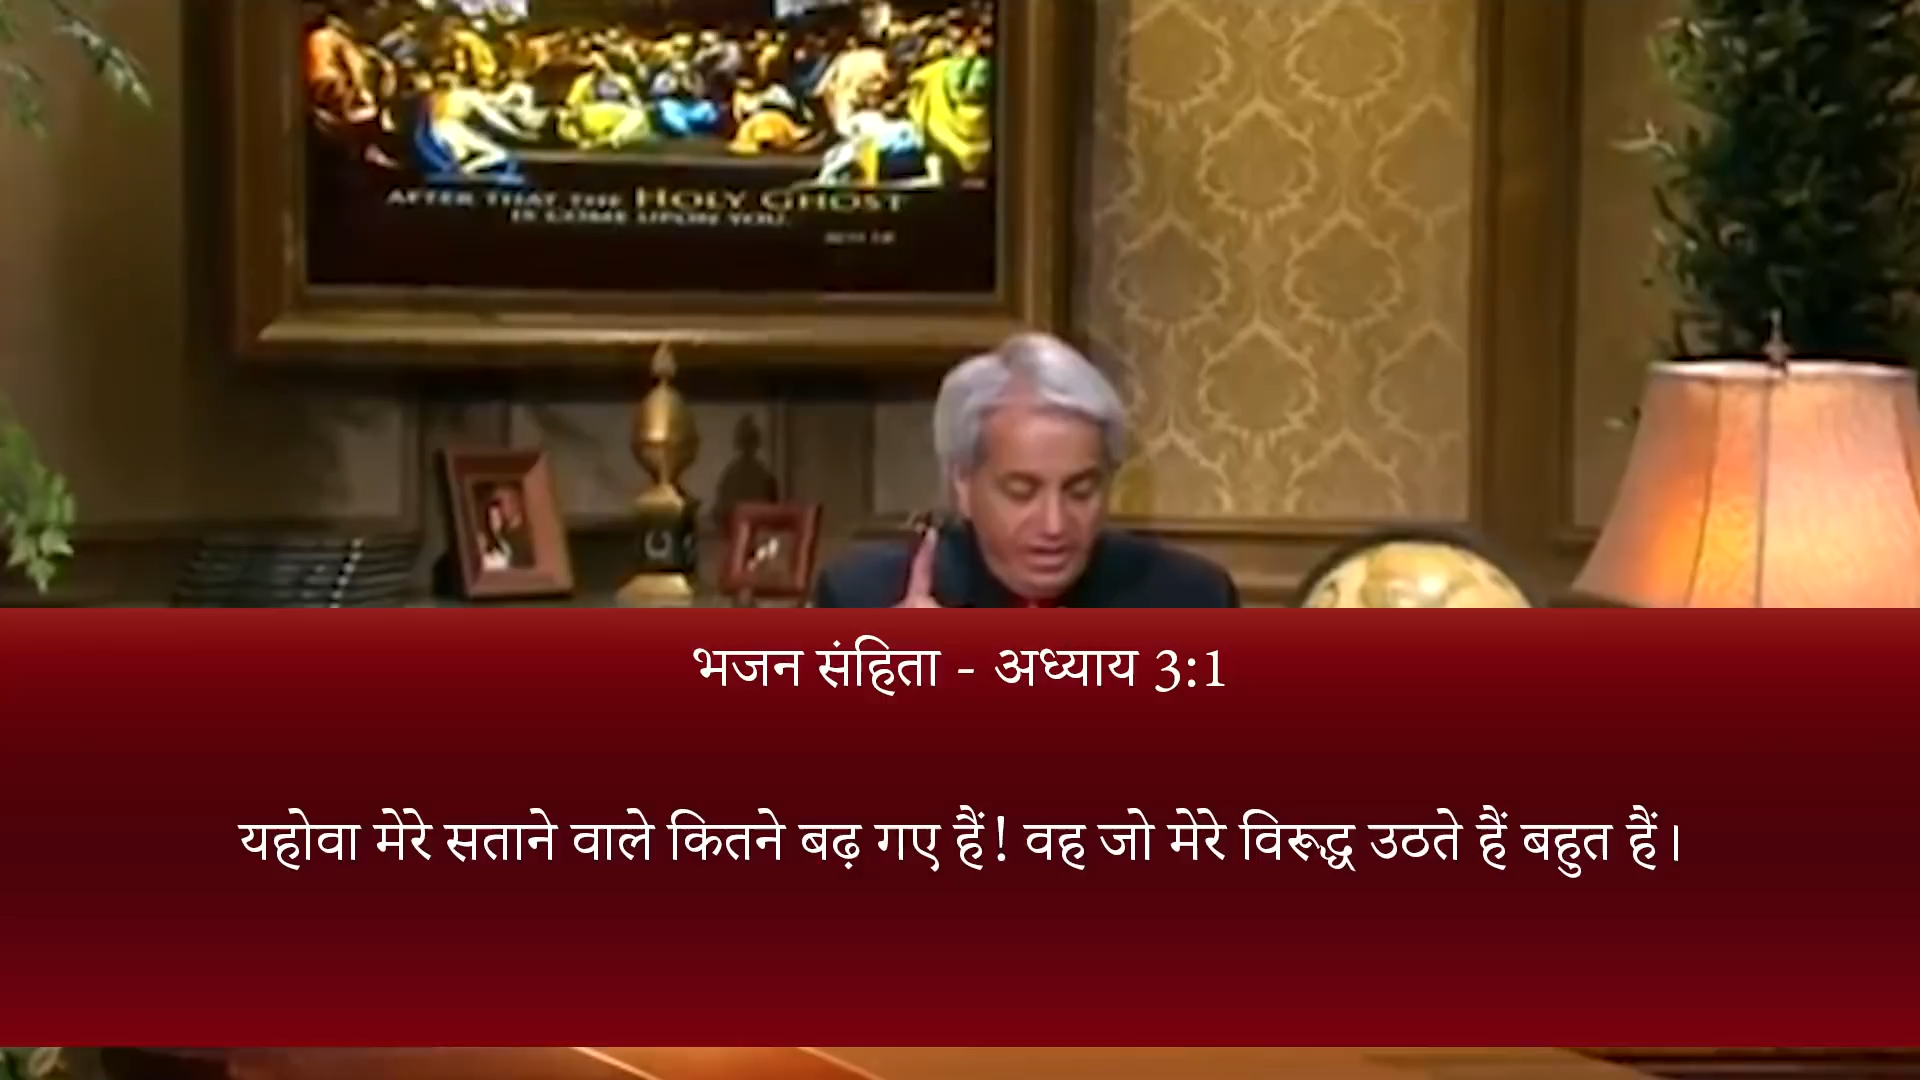 AFTER THAT THE HOLY GHOST
IS COME UPON YOU.
भजन संहिता - अध्याय 3:1
यहोवा मेरे सताने वाले कितने बढ़ गए हैं! वह जो मेरे विरूद्ध उठते हैं बहुत हैं।